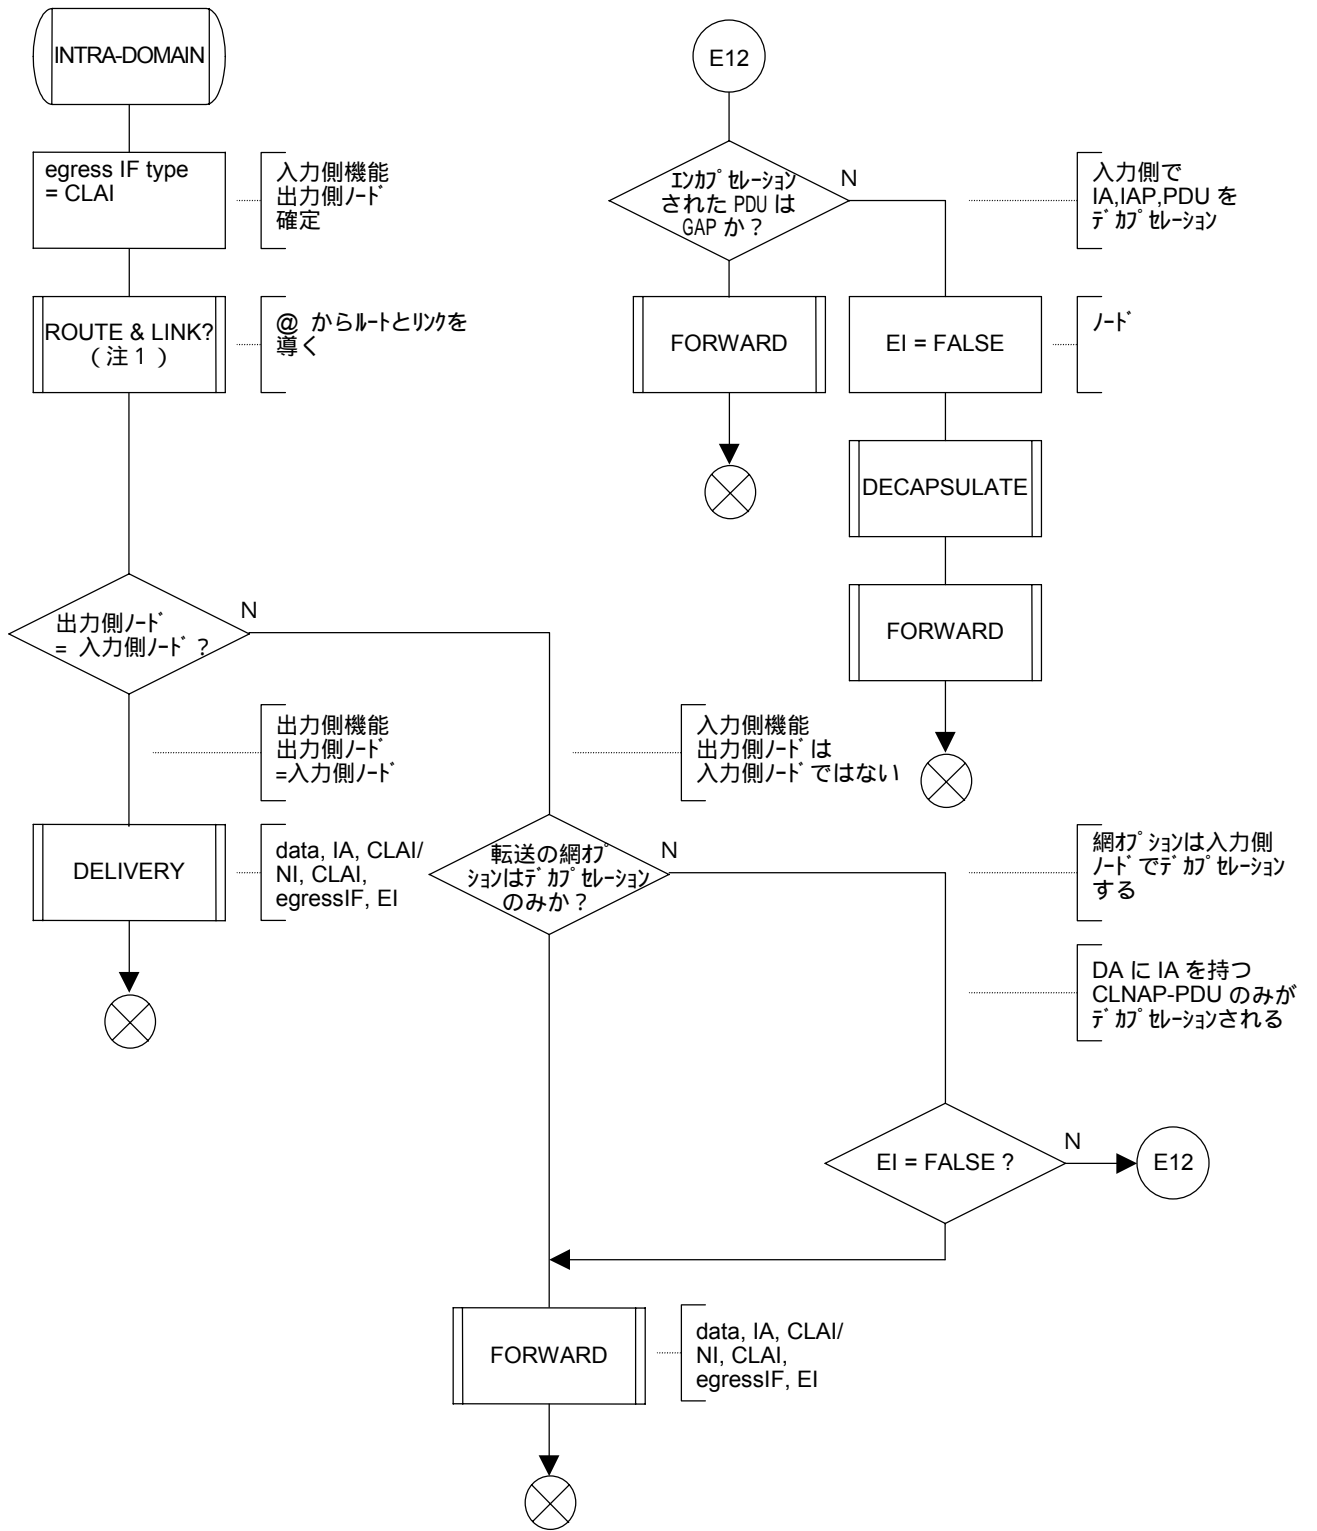 INTRA-DOMAIN
egress IF type
= CLAI
入力側機能
出力側ﾉｰﾄﾞ
確定
ROUTE & LINK?
(注１)
@ からﾙｰﾄとﾘﾝｸを
導く
出力側ﾉｰﾄﾞ
= 入力側ﾉｰﾄﾞ?
N
出力側機能
出力側ﾉｰﾄﾞ
=入力側ﾉｰﾄﾞ
DELIVERY
data, IA, CLAI/
NI, CLAI,
egressIF, EI
入力側機能
出力側ﾉｰﾄﾞは
入力側ﾉｰﾄﾞではない
転送の網ｵﾌﾟ
ｼｮﾝはﾃﾞｶﾌﾟｾﾚｰｼｮﾝ
のみか？
N
網ｵﾌﾟｼｮﾝは入力側
ﾉｰﾄﾞでﾃﾞｶﾌﾟｾﾚｰｼｮﾝ
する
DA に IA を持つ
CLNAP-PDU のみが
ﾃﾞｶﾌﾟｾﾚｰｼｮﾝされる
EI = FALSE ?
N
E12
FORWARD
data, IA, CLAI/
NI, CLAI,
egressIF, EI
E12
ｴﾝｶﾌﾟｾﾚｰｼｮﾝ
された PDU は
GAP か？
N
入力側で
IA,IAP,PDU を
ﾃﾞｶﾌﾟｾﾚｰｼｮﾝ
FORWARD
EI = FALSE
ﾉｰﾄﾞ
DECAPSULATE
FORWARD